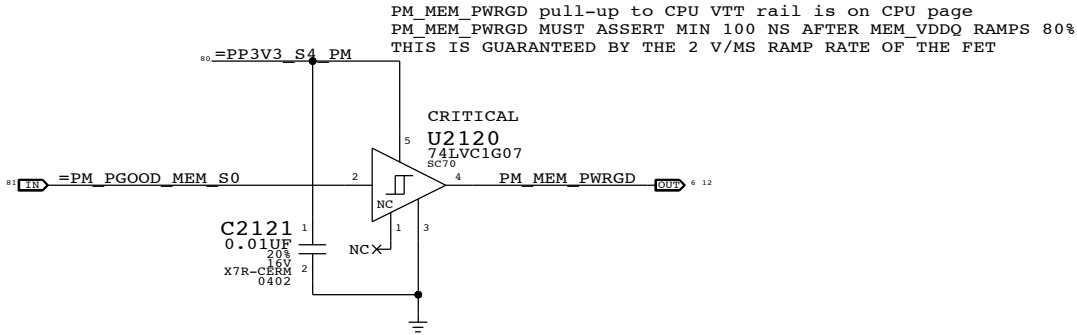 PM_MEM_PWRGD pull-up to CPU VTT rail is on CPU page
PM_MEM_PWRGD MUST ASSERT MIN 100 NS AFTER MEM_VDDQ RAMPS 80%
THIS IS GUARANTEED BY THE 2 V/MS RAMP RATE OF THE FET
80 =PP3V3_S4_PM
CRITICAL
5 U2120
74LVC1G07
SC70
81 IN =PM_PGOOD_MEM_S0 2 4 PM_MEM_PWRGD OUT 6 12
NC
C2121 1 1 3
0.01UF NC
20%
16V
X7R-CERM 2
0402